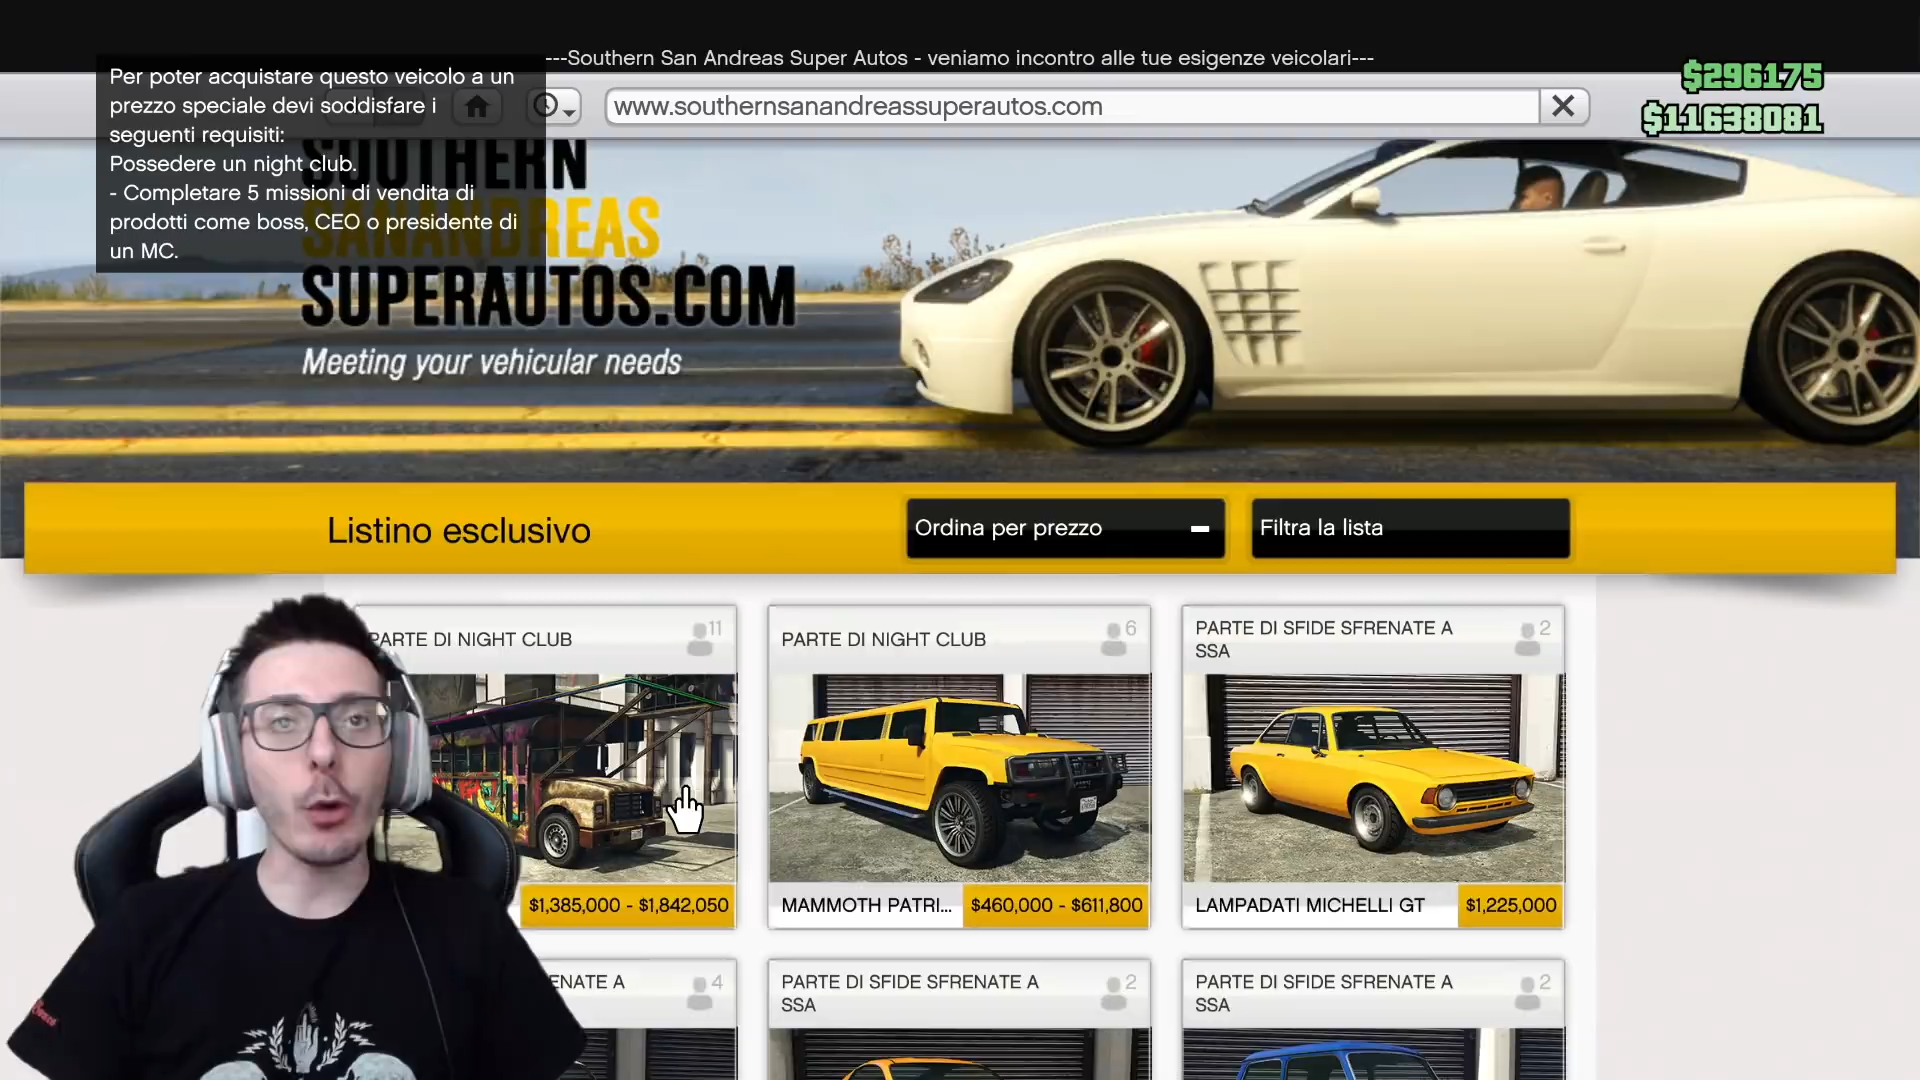 ---Southern San Andreas Super Autos - veniamo incontro alle tue esigenze veicolari---
Per poter acquistare questo veicolo a un
prezzo speciale devi soddisfare i
seguenti requisiti:
Possedere un night club.
- Completare 5 missioni di vendita di
prodotti come boss, CEO o presidente di
un MC.
www.southernsanandreassuperautos.com
$296175
$11638081
SOUTHERN
SANANDREAS
SUPERAUTOS.COM
Meeting your vehicular needs
Listino esclusivo
Ordina per prezzo
Filtra la lista
PARTE DI NIGHT CLUB
11
PARTE DI NIGHT CLUB
6
PARTE DI SFIDE SFRENATE A
SSA
2
$1,385,000 - $1,842,050
MAMMOTH PATRI...
$460,000 - $611,800
LAMPADATI MICHELLI GT
$1,225,000
ENATE A
4
PARTE DI SFIDE SFRENATE A
SSA
2
PARTE DI SFIDE SFRENATE A
SSA
2